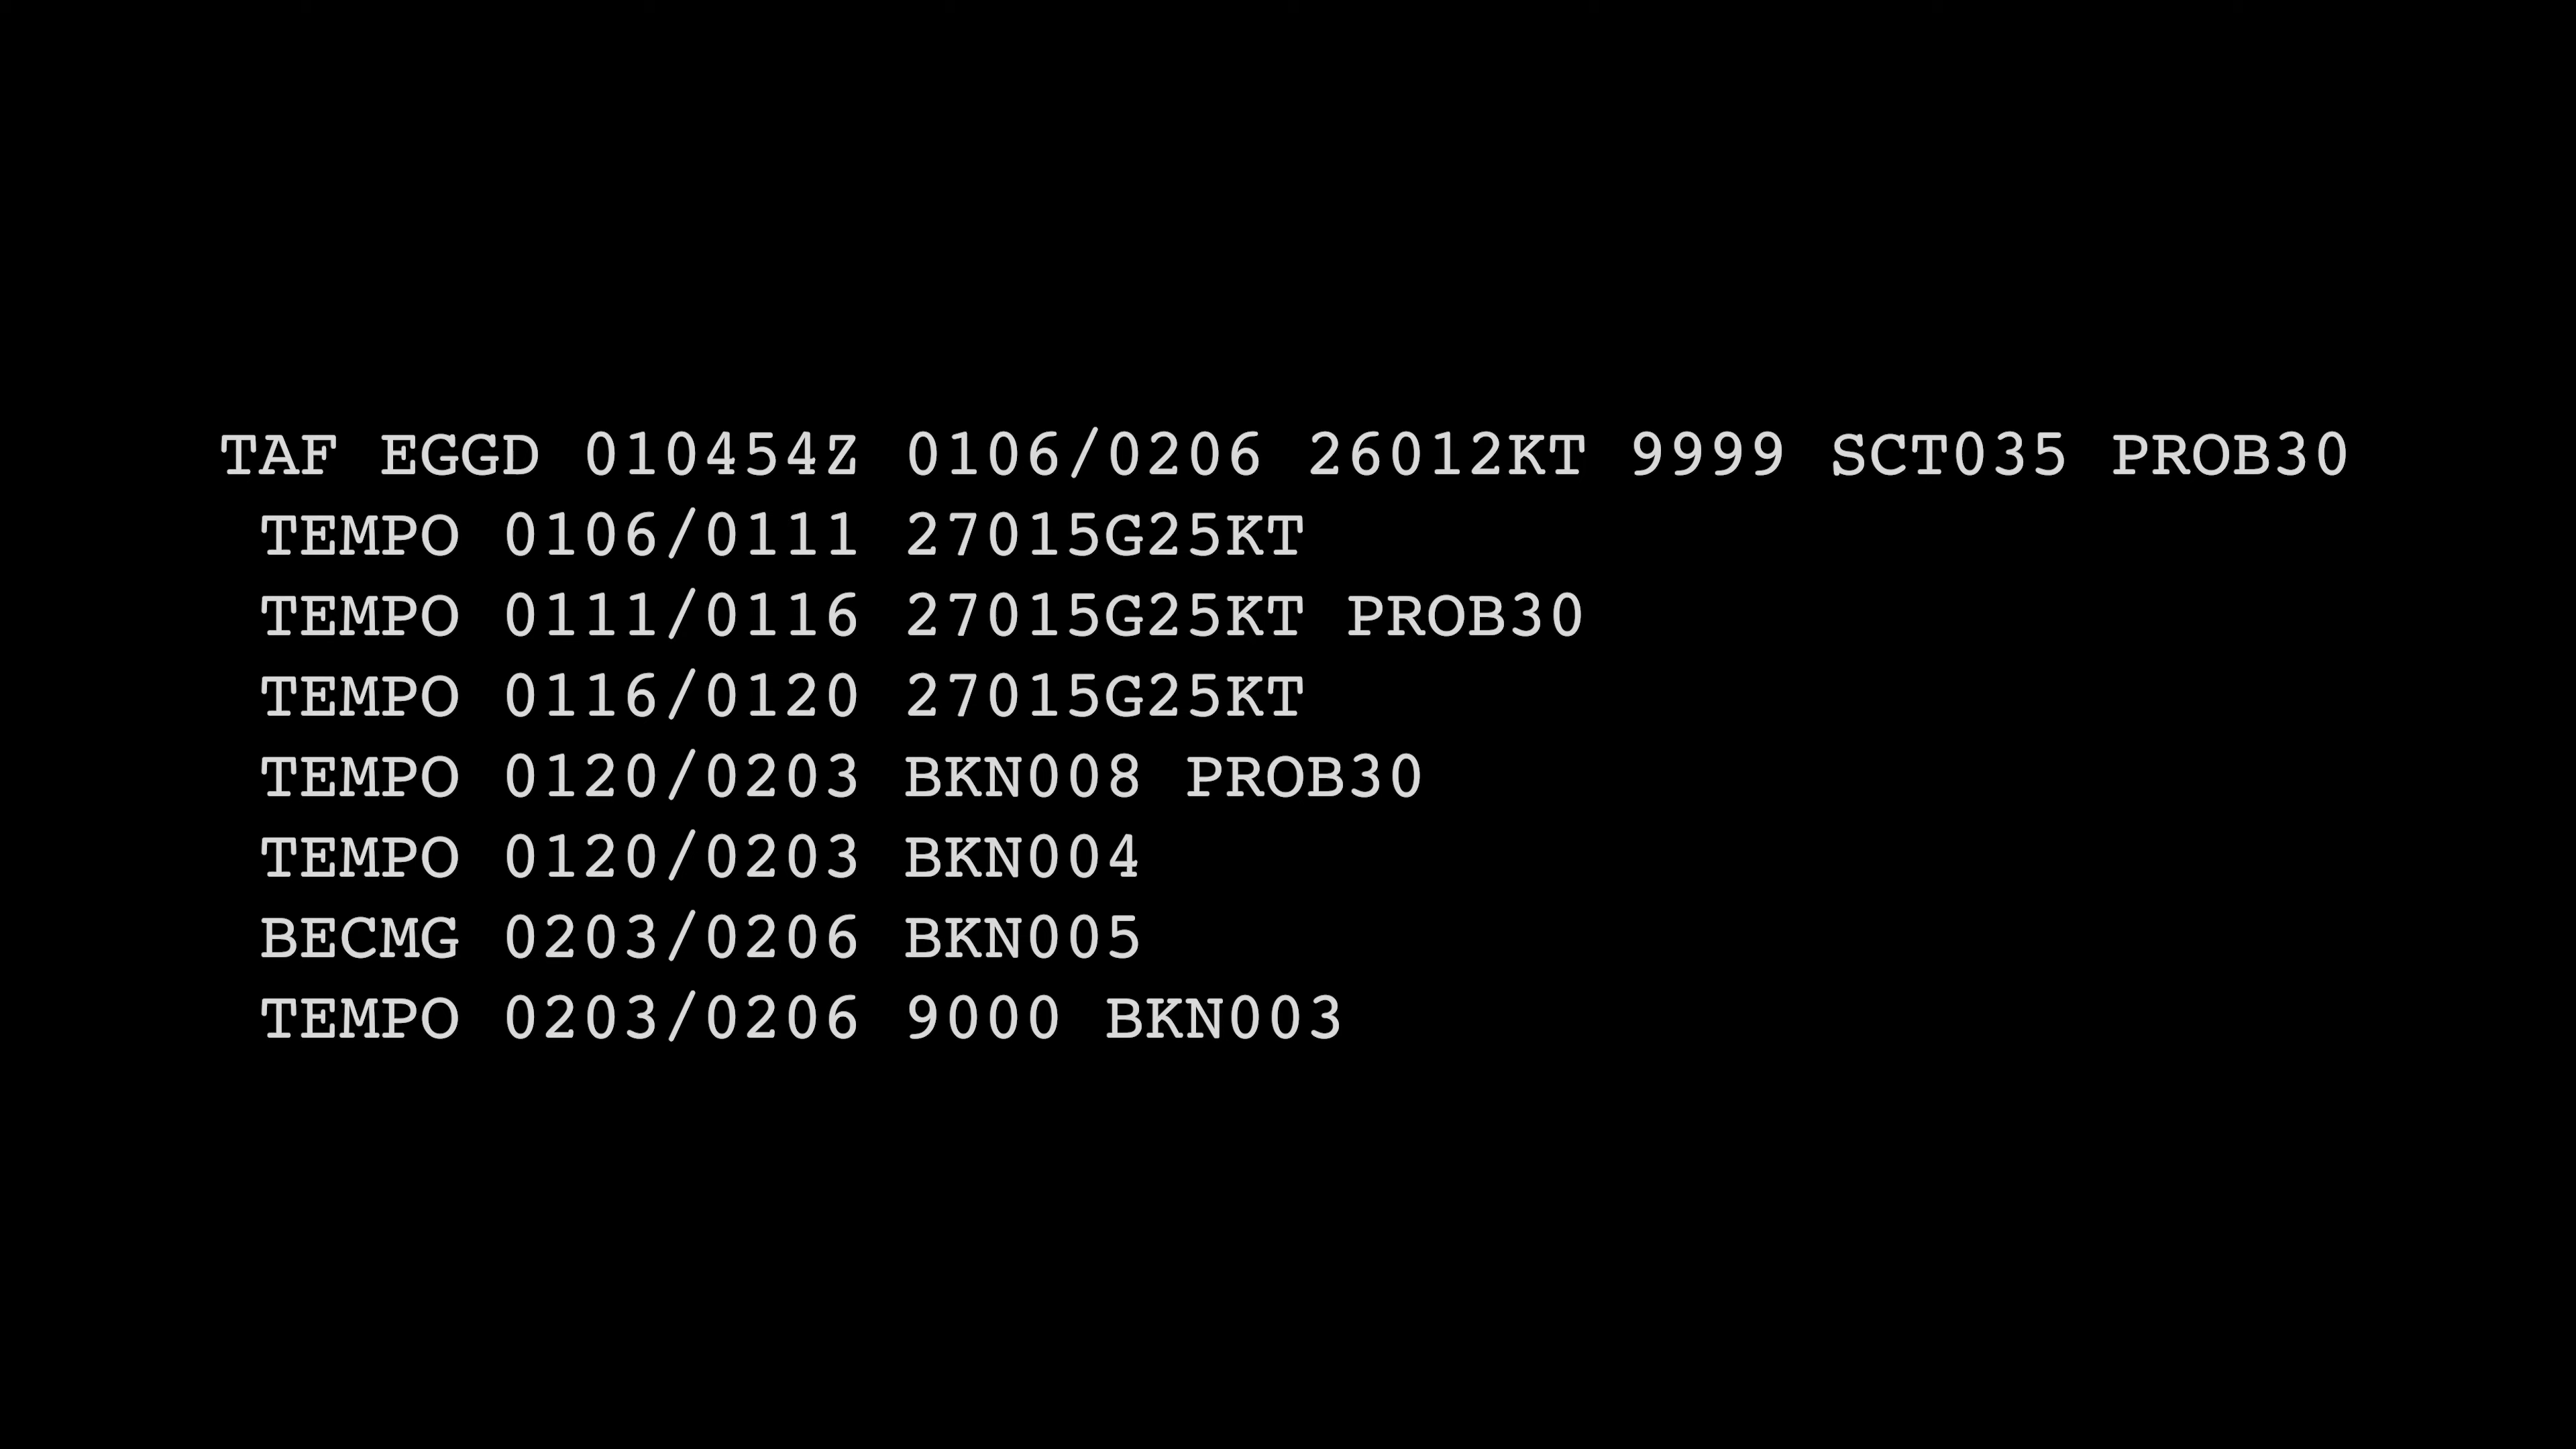 TAF EGGD 010454Z 0106/0206 26012KT 9999 SCT035 PROB30
TEMPO 0106/0111 27015G25KT
TEMPO 0111/0116 27015G25KT PROB30
TEMPO 0116/0120 27015G25KT
TEMPO 0120/0203 BKN008 PROB30
TEMPO 0120/0203 BKN004
BECMG 0203/0206 BKN005
TEMPO 0203/0206 9000 BKN003